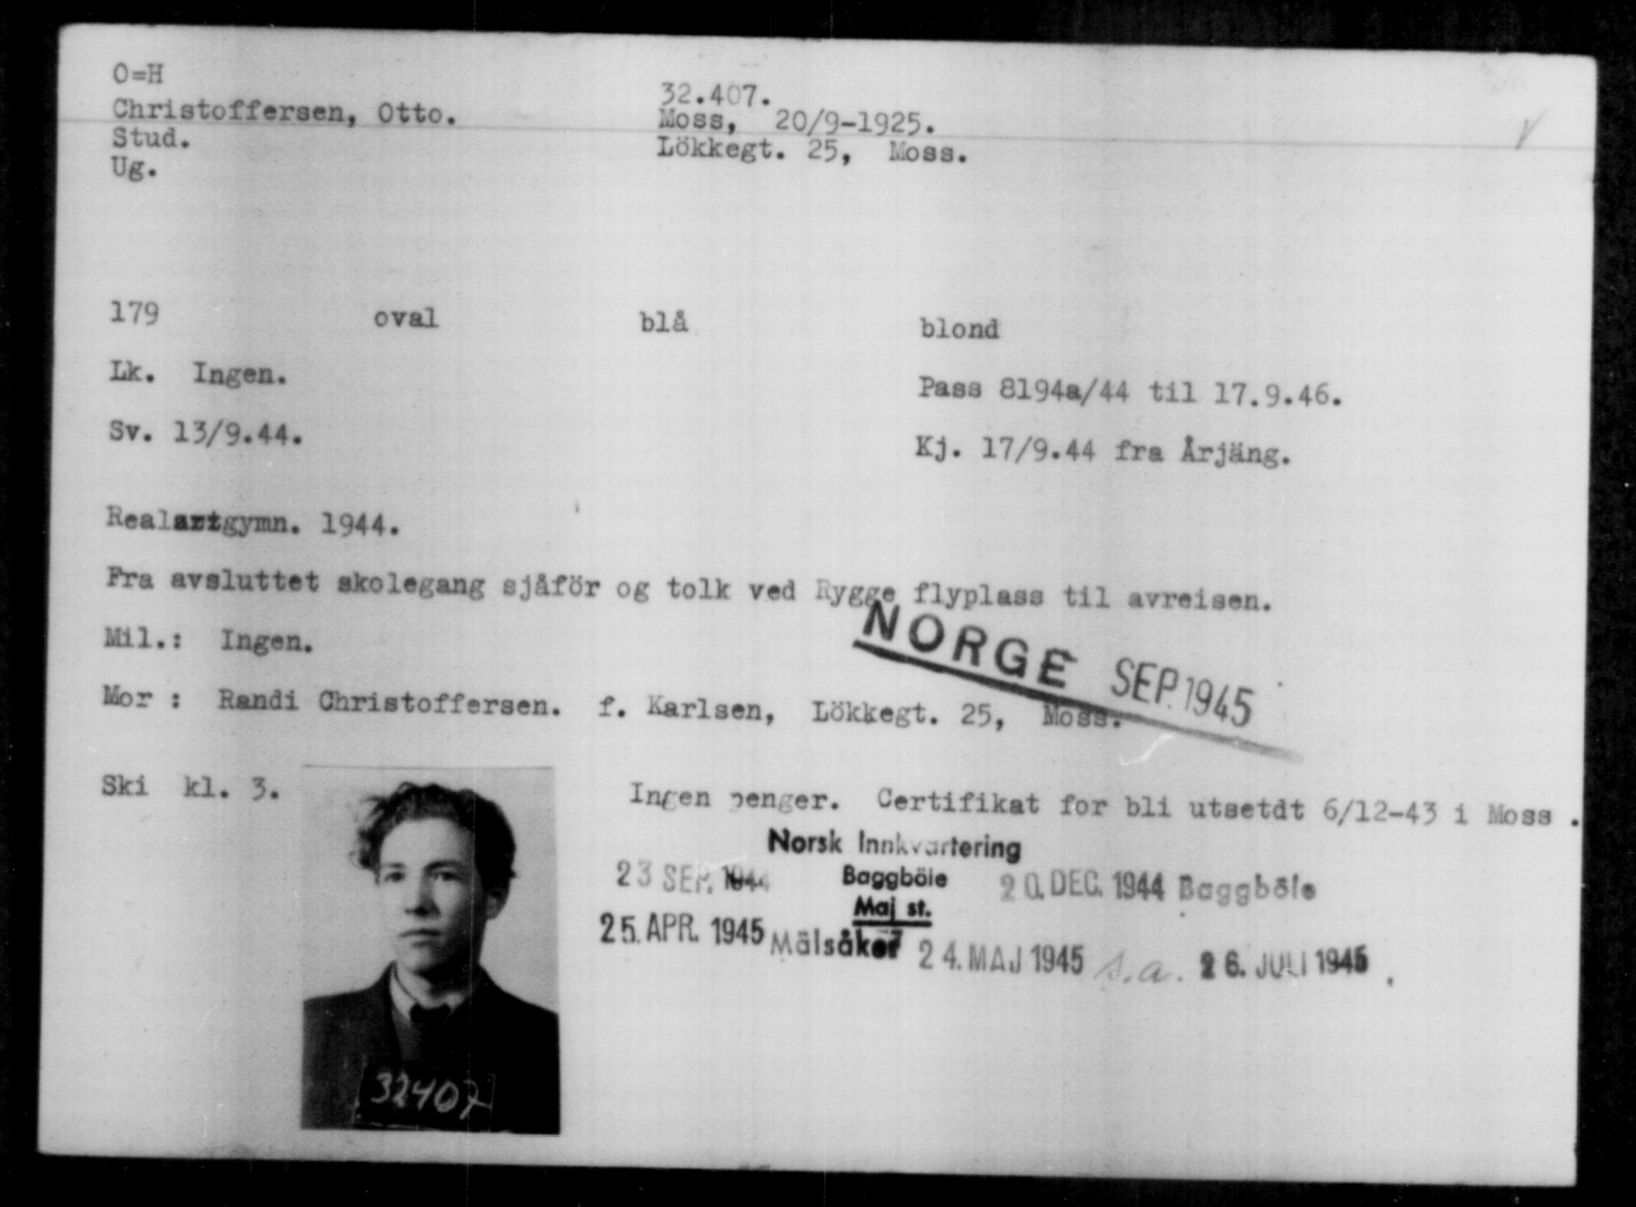 O=H
Christoffersen, Otto. 32.407.
Stud. Moss, 20/9-1925.
Ug. Lökkegt. 25, Moss.
179 oval blå blond
Lk. Ingen. Pass 8194a/44 til 17.9.46.
Sv. 13/9.44. Kj. 17/9.44 fra Årjäng.
Realartgymn. 1944.
Fra avsluttet skolegang sjåför og tolk ved Rygge flyplass til avreisen.
Mil.: Ingen.
NORGE SEP. 1945
Mor : Randi Christoffersen. f. Karlsen, Lökkegt. 25, Moss.
Ski kl. 3. Ingen penger. Certifikat for bli utsetdt 6/12-43 i Moss .
Norsk Innkvartering
23 SEP. 1944 Baggböle 20. DEC. 1944 Baggböle
Maj st.
25. APR. 1945 Mälsåker 24. MAJ 1945 s.a. 26. JULI 1945 .
32407